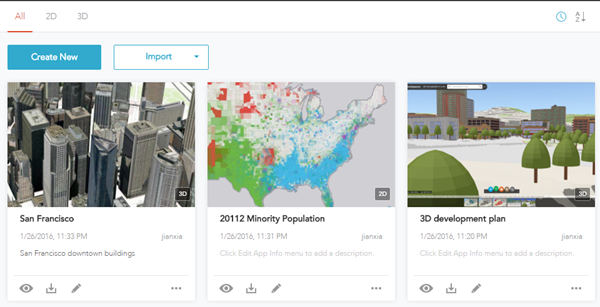 All 2D 3D
Create New Import
3D 2D 3D
San Francisco 20112 Minority Population 3D development plan
1/26/2016, 11:33 PM jianxia 1/26/2016, 11:31 PM jianxia 1/26/2016, 11:20 PM jianxia
San Francisco downtown buildings Click Edit App Info menu to add a description. Click Edit App Info menu to add a description.